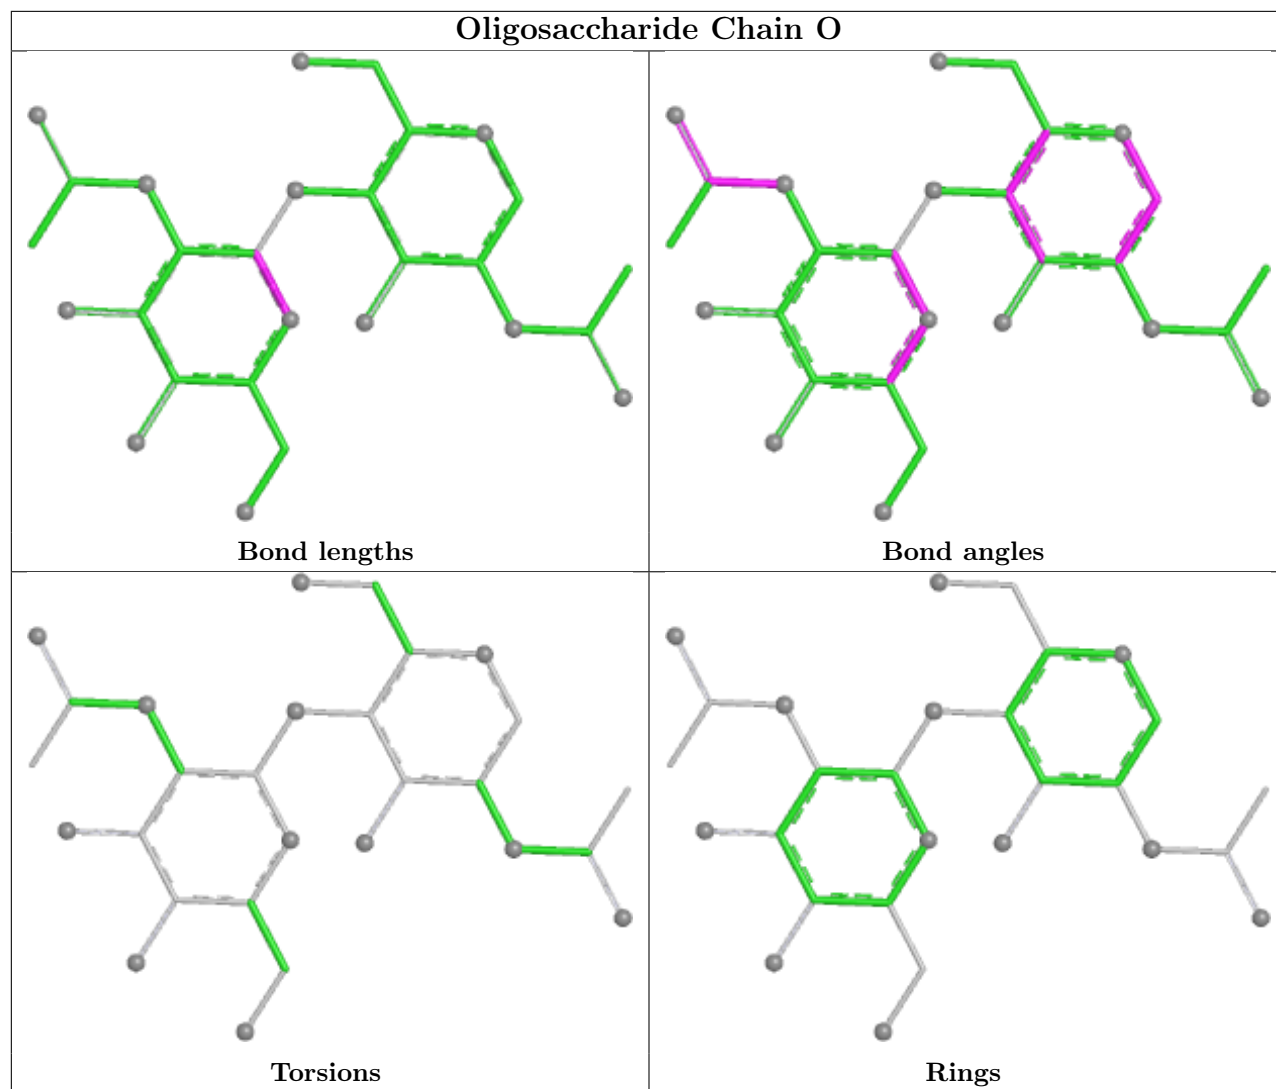 Oligosaccharide Chain O
Bond lengths
Bond angles
Torsions
Rings